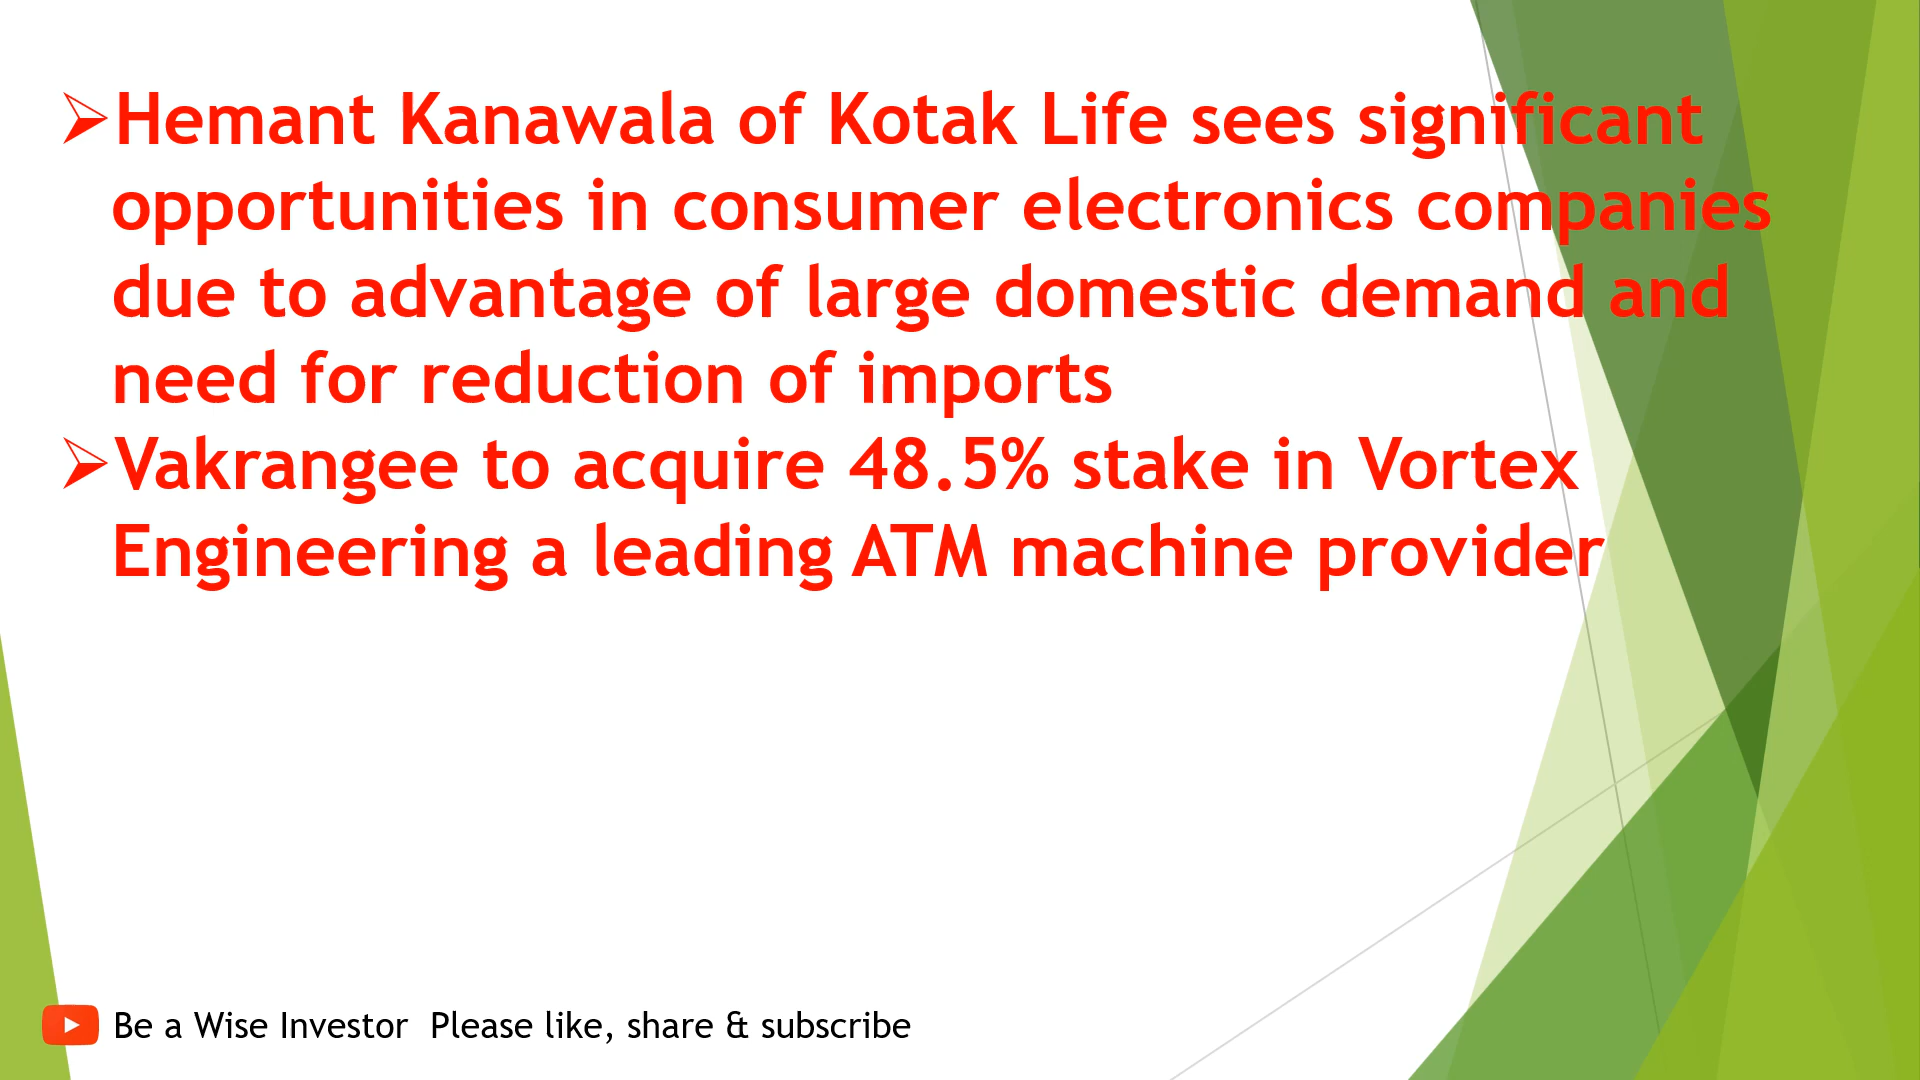 ➢Hemant Kanawala of Kotak Life sees significant
opportunities in consumer electronics companies
due to advantage of large domestic demand and
need for reduction of imports
➢Vakrangee to acquire 48.5% stake in Vortex
Engineering a leading ATM machine provider
Be a Wise Investor  Please like, share & subscribe